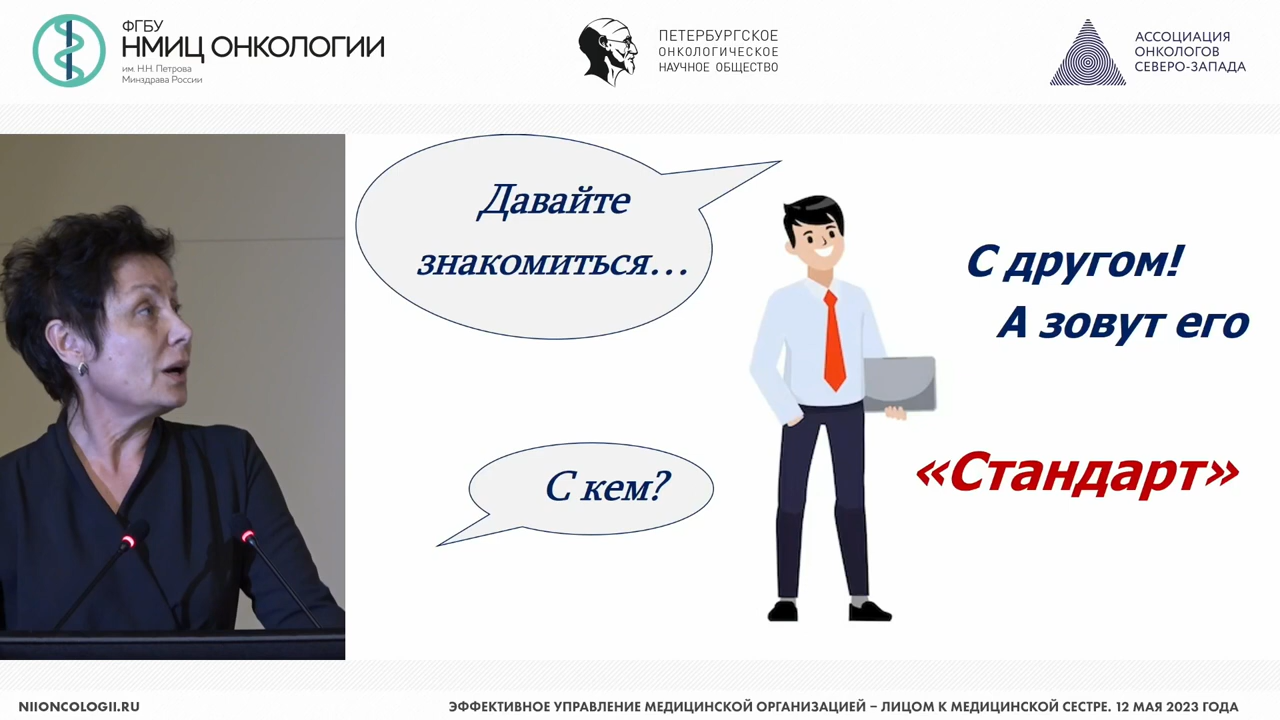 ФГБУ
НМИЦ ОНКОЛОГИИ
им. Н.Н. Петрова
Минздрава России
ПЕТЕРБУРГСКОЕ
ОНКОЛОГИЧЕСКОЕ
НАУЧНОЕ ОБЩЕСТВО
АССОЦИАЦИЯ
ОНКОЛОГОВ
СЕВЕРО-ЗАПАДА
Давайте
знакомиться...
С кем?
С другом!
А зовут его
«Стандарт»
NIIONCOLOGII.RU
ЭФФЕКТИВНОЕ УПРАВЛЕНИЕ МЕДИЦИНСКОЙ ОРГАНИЗАЦИЕЙ – ЛИЦОМ К МЕДИЦИНСКОЙ СЕСТРЕ. 12 МАЯ 2023 ГОДА